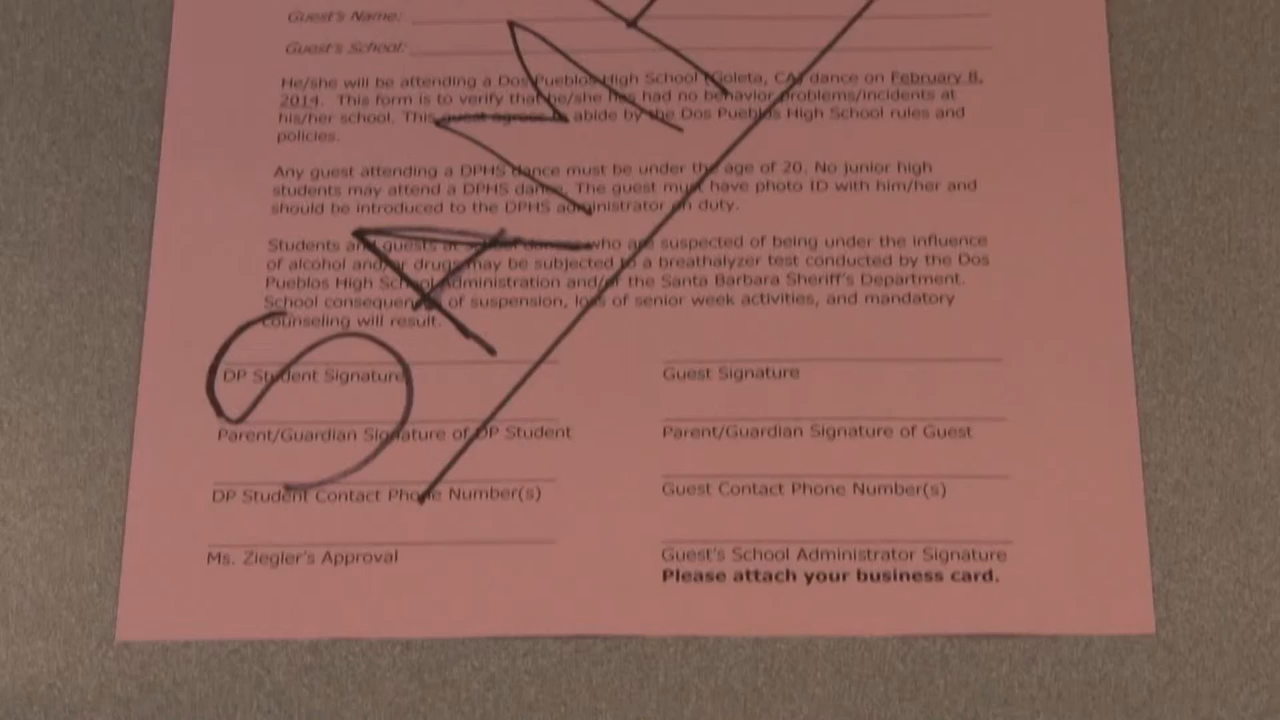 Guest's Name:
Guest's School:
He/she will be attending a Dos Pueblos High School (Goleta, CA) dance on February 8,
2014. This form is to verify that he/she has had no behavior problems/incidents at
his/her school. This guest agrees to abide by the Dos Pueblos High School rules and
policies.
Any guest attending a DPHS dance must be under the age of 20. No junior high
students may attend a DPHS dance. The guest must have photo ID with him/her and
should be introduced to the DPHS administrator on duty.
Students and guests at school dances who are suspected of being under the influence
of alcohol and/or drugs may be subjected to a breathalyzer test conducted by the Dos
Pueblos High School Administration and/or the Santa Barbara Sheriff's Department.
School consequences of suspension, loss of senior week activities, and mandatory
counseling will result.
DP Student Signature
Guest Signature
Parent/Guardian Signature of DP Student
Parent/Guardian Signature of Guest
DP Student Contact Phone Number(s)
Guest Contact Phone Number(s)
Ms. Ziegler's Approval
Guest's School Administrator Signature
Please attach your business card.